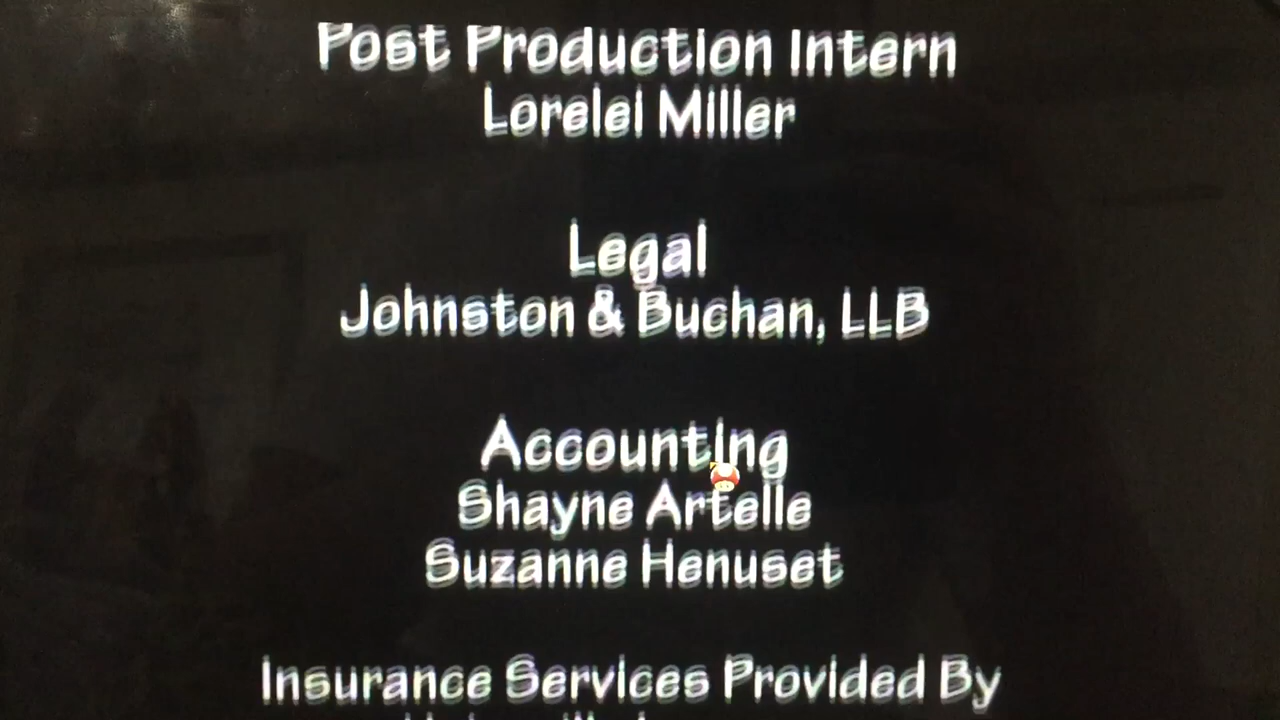 Post Production Intern
Lorelei Miller
Legal
Johnston & Buchan, LLB
Accounting
Shayne Artelle
Suzanne Henuset
Insurance Services Provided By